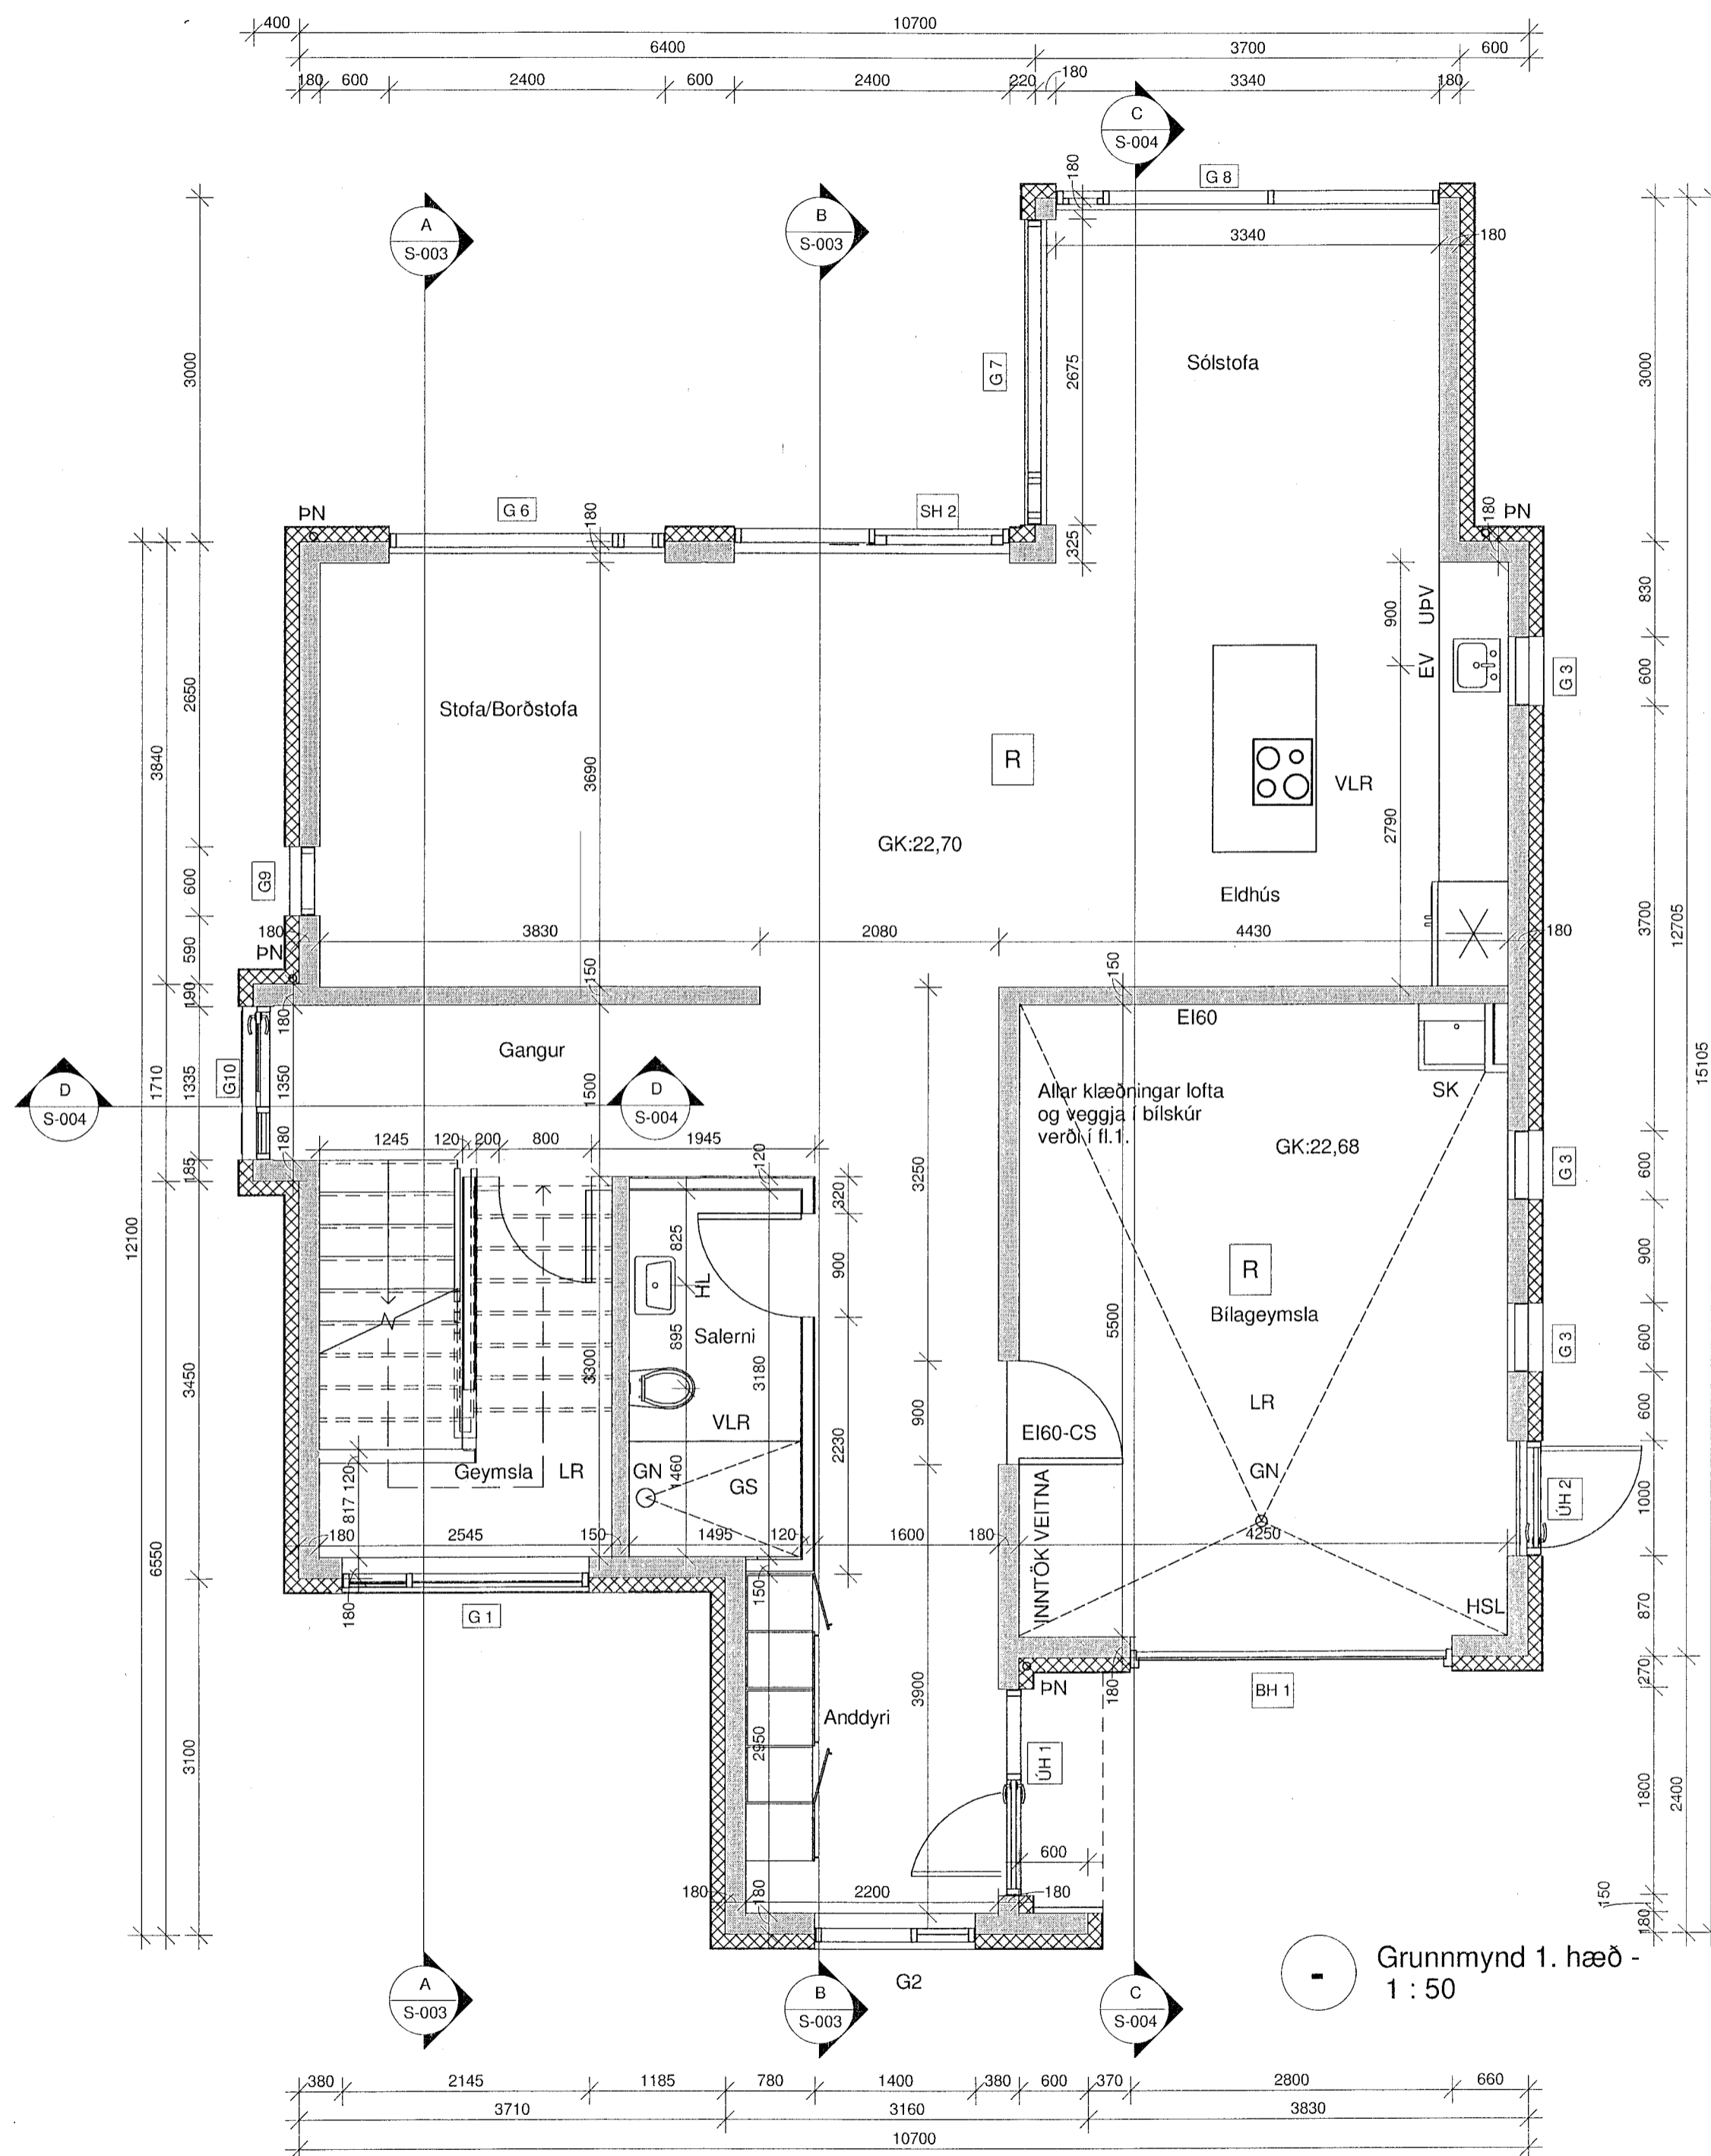 400
10700
6400
3700
600
180
600
2400
600
2400
220
180
3340
180
C
S-004
A
S-003
B
S-003
G 8
180
3340
180
3000
G 7
2675
Sólstofa
3000
ÞN
G 6
180
SH 2
325
180
ÞN
830
900
UÞV
EV
600
G 3
2650
3840
Stofa/Borðstofa
3690
R
VLR
2790
GK:22,70
G9
600
Eldhús
3700
12705
15105
590
180
ÞN
3830
2080
4430
180
190
150
150
180
EI60
Gangur
SK
G10
1335
1350
1710
D
S-004
D
S-004
1500
Allar klæðningar lofta
og veggja í bílskúr
verði í fl.1.
GK:22,68
600
G 3
185
180
1245
120
200
800
1945
120
320
3250
12100
825
HL
900
900
R
Bílageymsla
5500
895
Salerni
600
G 3
3450
3300
3180
VLR
2230
900
LR
600
EI60-CS
Geymsla
LR
GN
1460
GS
GN
817
120
INNTÖK VEITNA
1000
ÚH 2
180
2545
150
1495
120
1600
180
4250
6550
180
G 1
150
HSL
870
270
ÞN
180
BH 1
3900
Anddyri
2950
ÚH 1
3100
1800
2400
600
180
180
2200
180
150
180
G2
A
S-003
B
S-003
C
S-004
-
Grunnmynd 1. hæð -
1 : 50
380
2145
1185
780
1400
380
600
370
2800
660
3710
3160
3830
10700